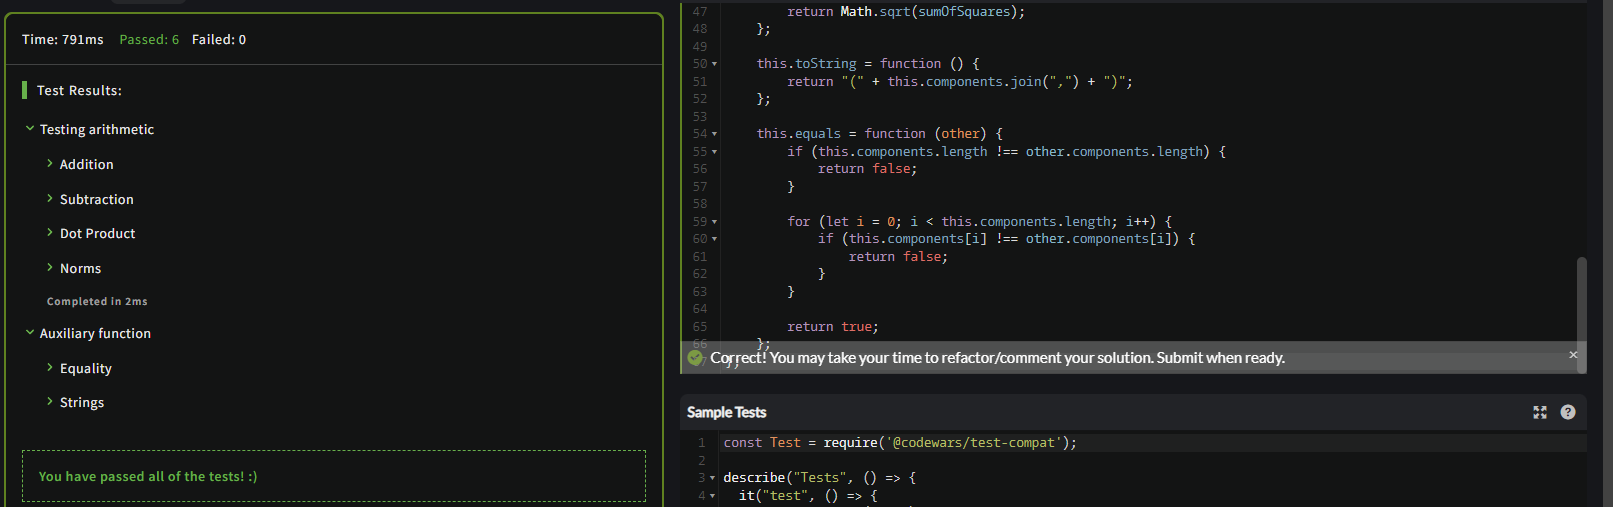 Time: 791ms Passed: 6 Failed: 0
Test Results:
Testing arithmetic
Addition
Subtraction
Dot Product
Norms
Completed in 2ms
Auxiliary function
Equality
Strings
You have passed all of the tests! :)
47 return Math.sqrt(sumOfSquares);
48 };
49
50 this.toString = function () {
51 return "(" + this.components.join(",") + ")";
52 };
53
54 this.equals = function (other) {
55 if (this.components.length !== other.components.length) {
56 return false;
57 }
58
59 for (let i = 0; i < this.components.length; i++) {
60 if (this.components[i] !== other.components[i]) {
61 return false;
62 }
63 }
64
65 return true;
66 };
7 };
Correct! You may take your time to refactor/comment your solution. Submit when ready.
Sample Tests
1 const Test = require('@codewars/test-compat');
2
3 describe("Tests", () => {
4 it("test", () => {